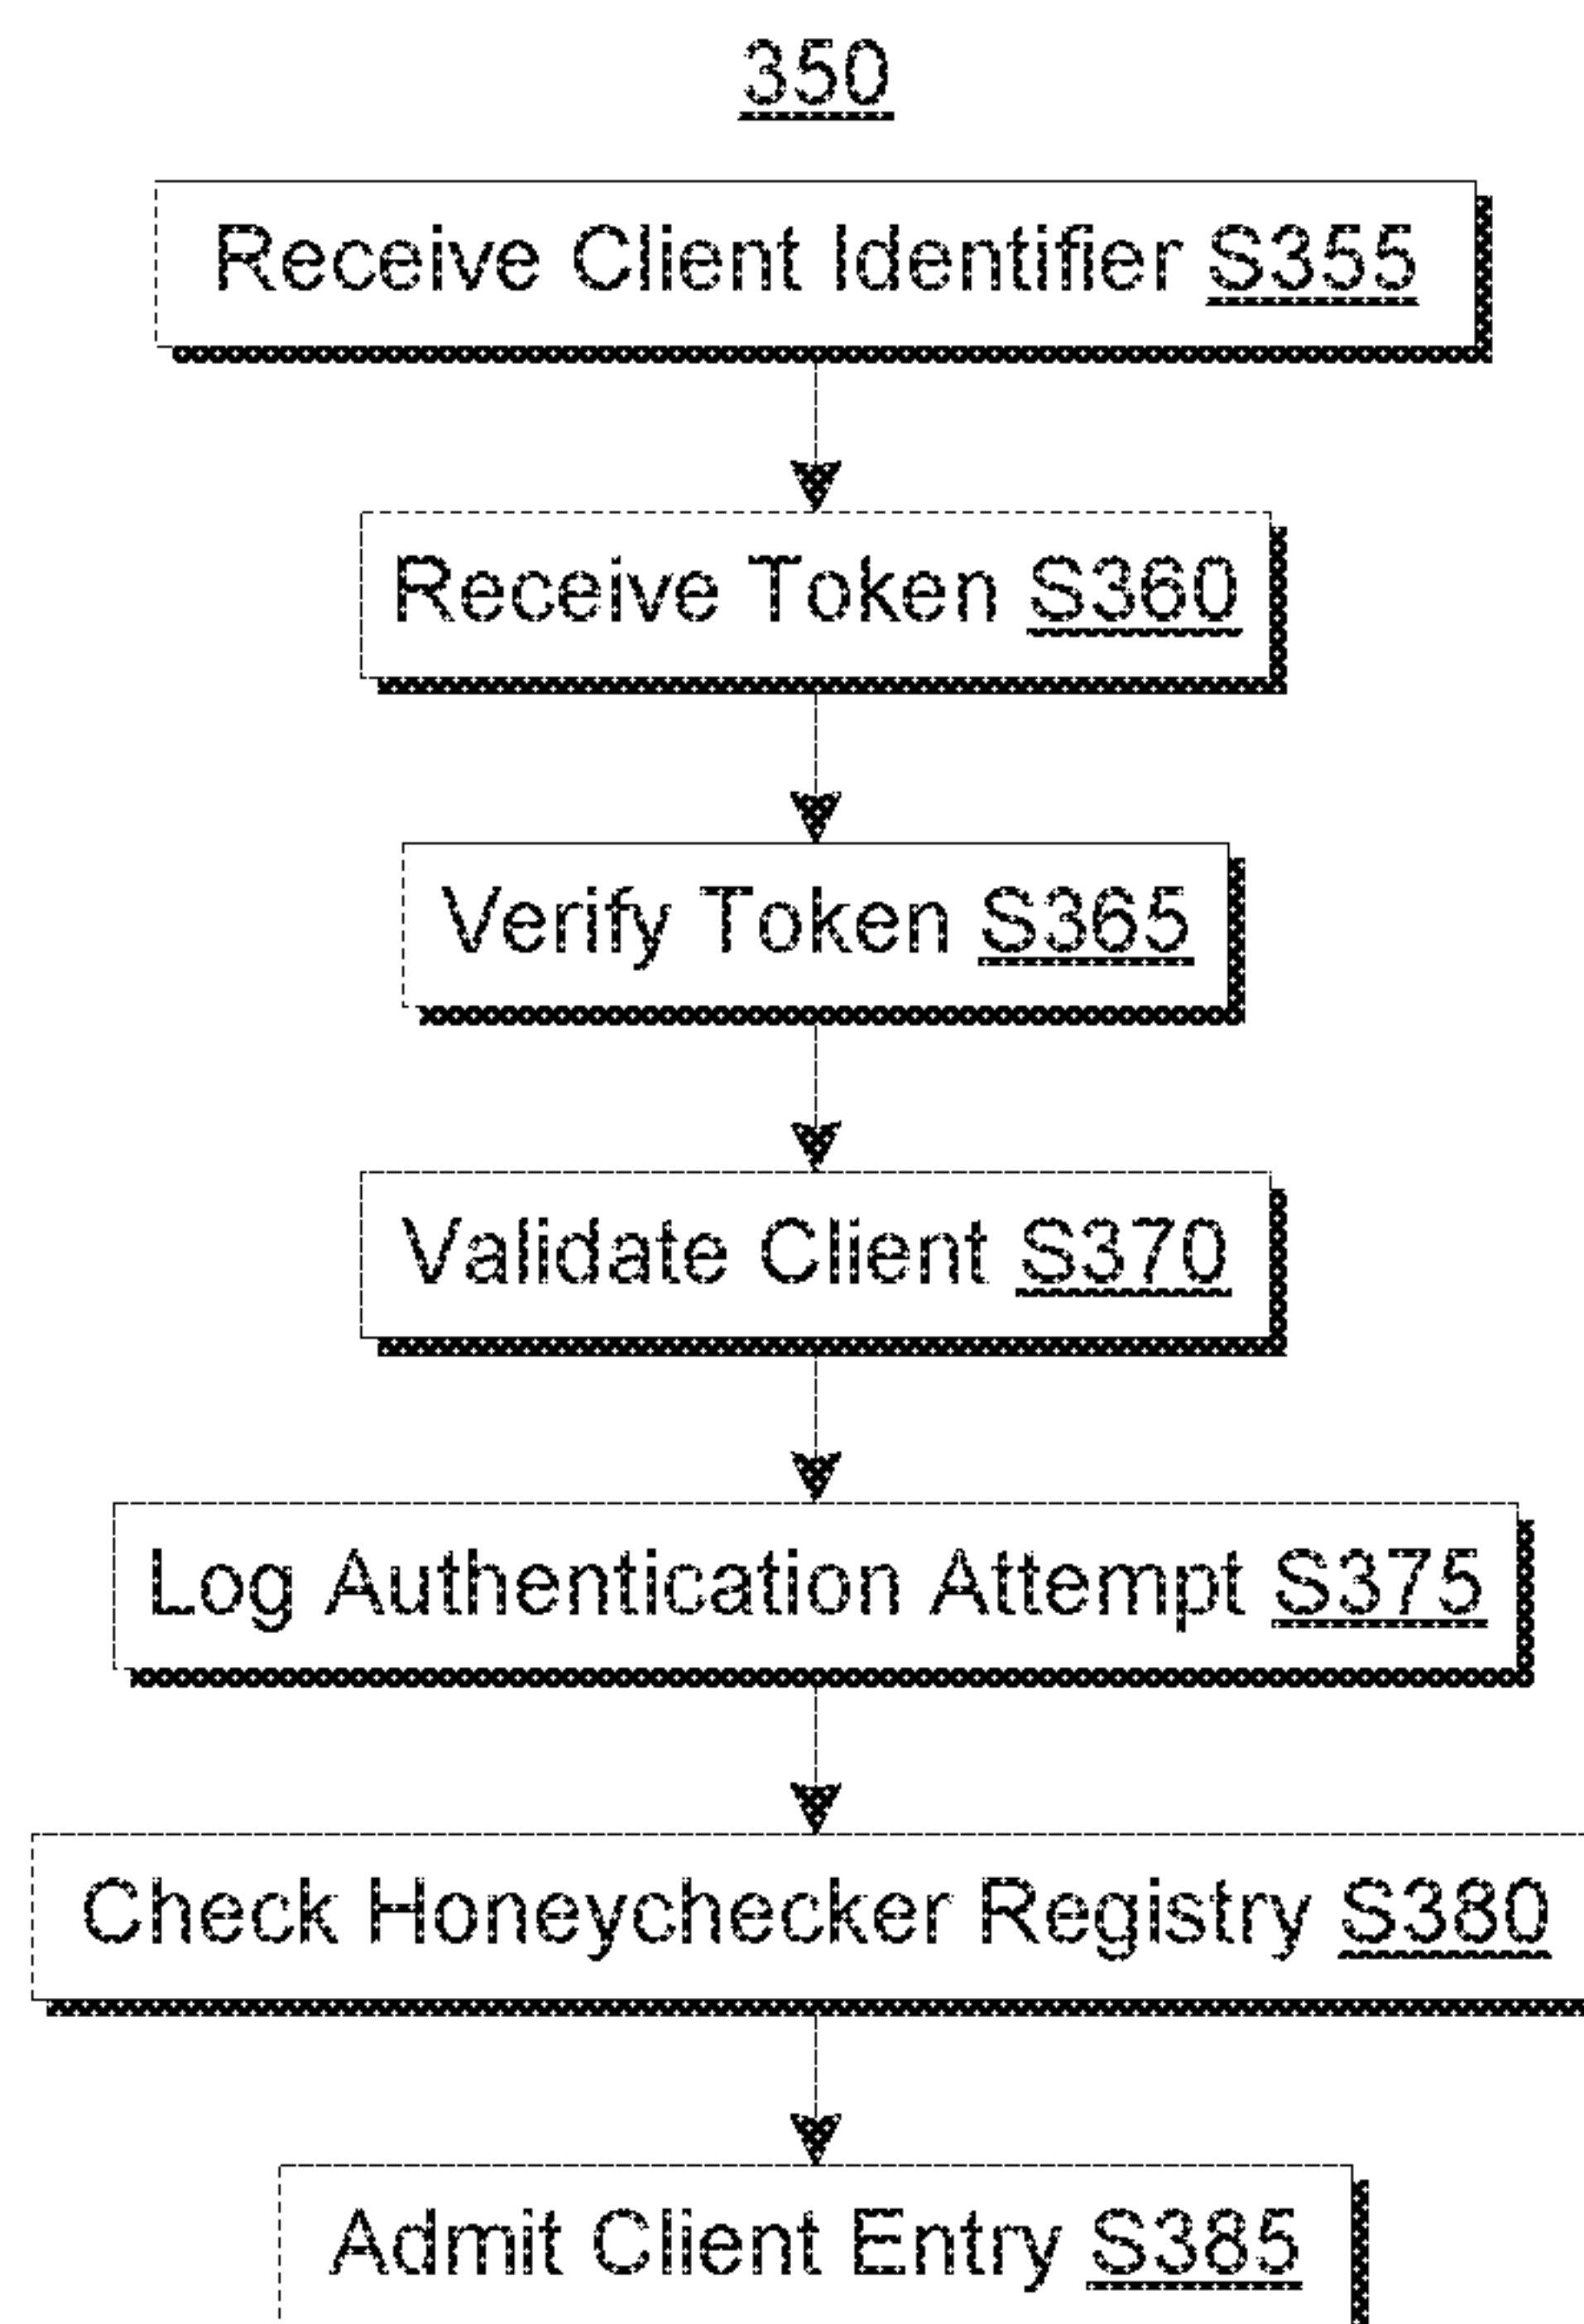 350
Receive Client Identifier S355
Receive Token S360
Verify Token S365
Validate Client S370
Log Authentication Attempt S375
Check Honeychecker Registry S380
Admit Client Entry S385